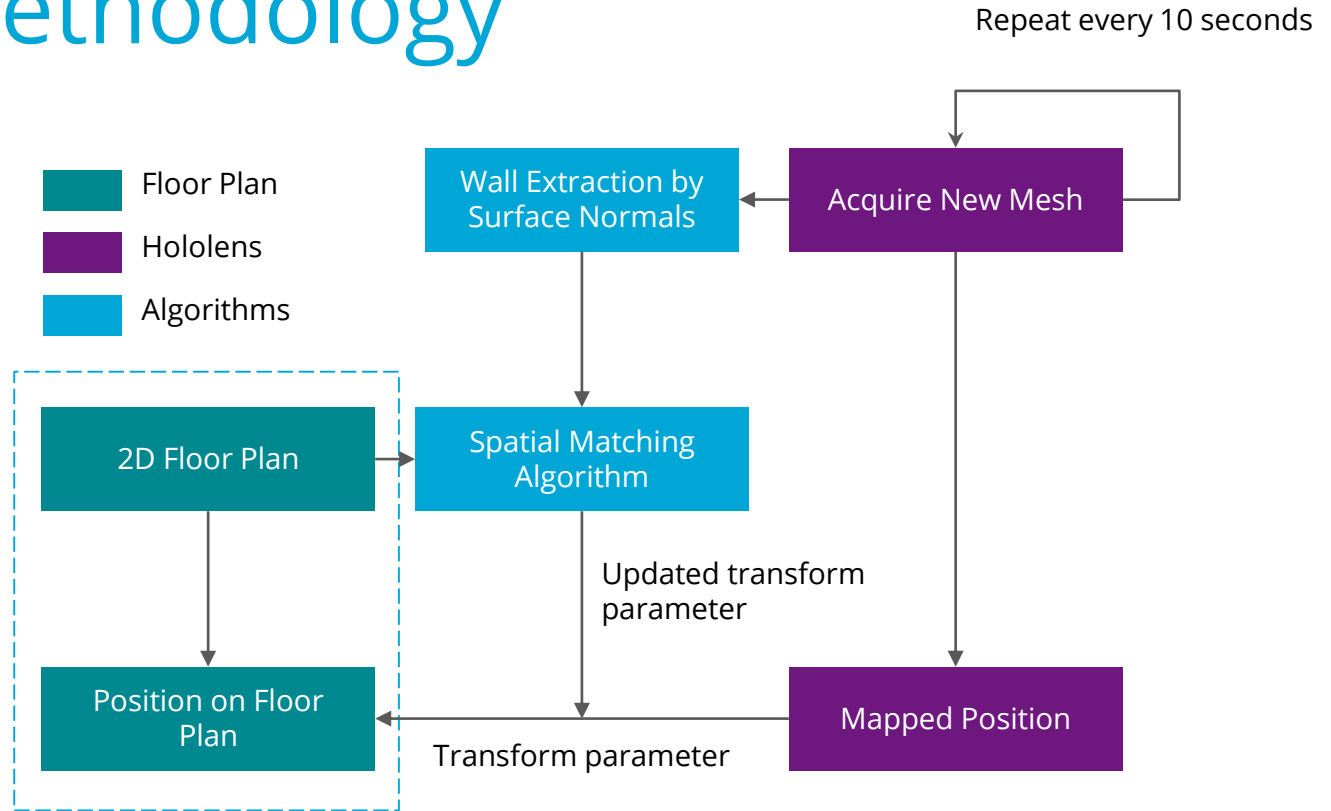 ethodology
Repeat every 10 seconds
Floor Plan
Hololens
Algorithms
Wall Extraction by
Surface Normals
Acquire New Mesh
2D Floor Plan
Spatial Matching
Algorithm
Updated transform
parameter
Position on Floor
Plan
Transform parameter
Mapped Position